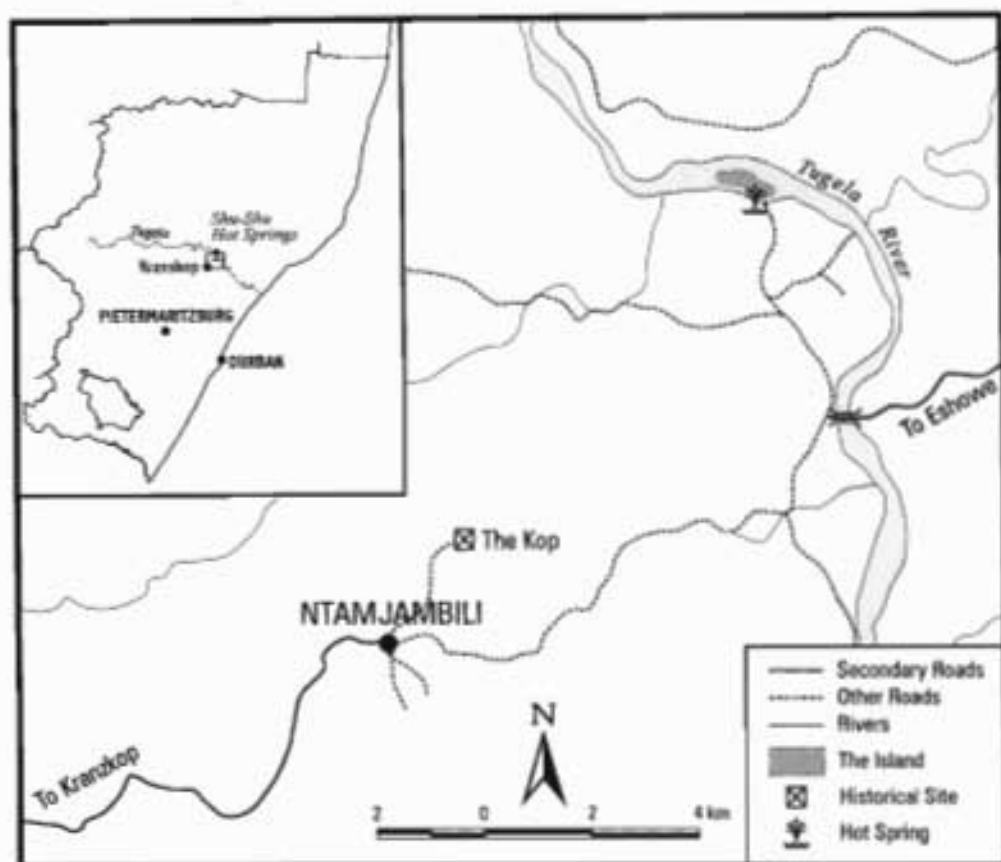 Tugela
Shu-Shu
Hot Springs
Kranskop
PIETERMARITZBURG
DURBAN
Tugela
River
To Eshowe
The Kop
NTAMJAMBILI
To Kranzkop
N
2 0 2 4 km
Secondary Roads
Other Roads
Rivers
The Island
Historical Site
Hot Spring